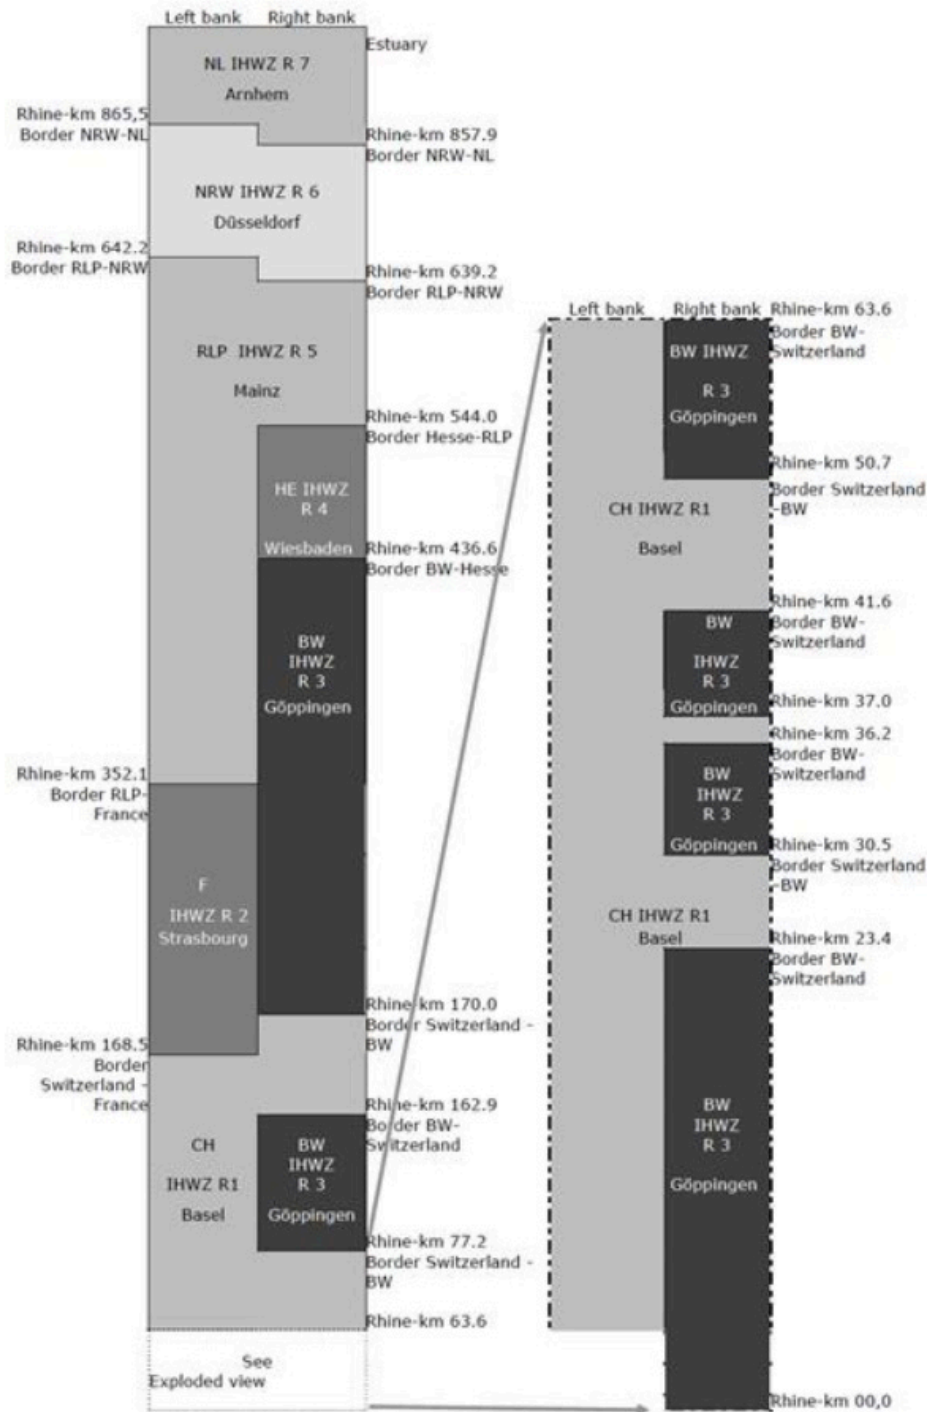 Left bank Right bank
Estuary
NL IHWZ R 7
Arnhem
Rhine-km 865,5
Border NRW-NL
Rhine-km 857.9
Border NRW-NL
NRW IHWZ R 6
Düsseldorf
Rhine-km 642.2
Border RLP-NRW
Rhine-km 639.2
Border RLP-NRW
RLP IHWZ R 5
Mainz
Rhine-km 544.0
Border Hesse-RLP
HE IHWZ
R 4
Wiesbaden
Rhine-km 436.6
Border BW-Hesse
BW
IHWZ
R 3
Göppingen
Rhine-km 352.1
Border RLP-
France
F
IHWZ R 2
Strasbourg
Rhine-km 170.0
Border Switzerland -
BW
Rhine-km 168.5
Border
Switzerland -
France
Rhine-km 162.9
Border BW-
Switzerland
CH
IHWZ R1
Basel
BW
IHWZ
R 3
Göppingen
Rhine-km 77.2
Border Switzerland -
BW
Rhine-km 63.6
See
Exploded view
Left bank Right bank
Rhine-km 63.6
Border BW-
Switzerland
BW IHWZ
R 3
Göppingen
Rhine-km 50.7
Border Switzerland
-BW
CH IHWZ R1
Basel
Rhine-km 41.6
Border BW-
Switzerland
BW
IHWZ
R 3
Göppingen
Rhine-km 37.0
Rhine-km 36.2
Border BW-
Switzerland
BW
IHWZ
R 3
Göppingen
Rhine-km 30.5
Border Switzerland
-BW
CH IHWZ R1
Basel
Rhine-km 23.4
Border BW-
Switzerland
BW
IHWZ
R 3
Göppingen
Rhine-km 00,0